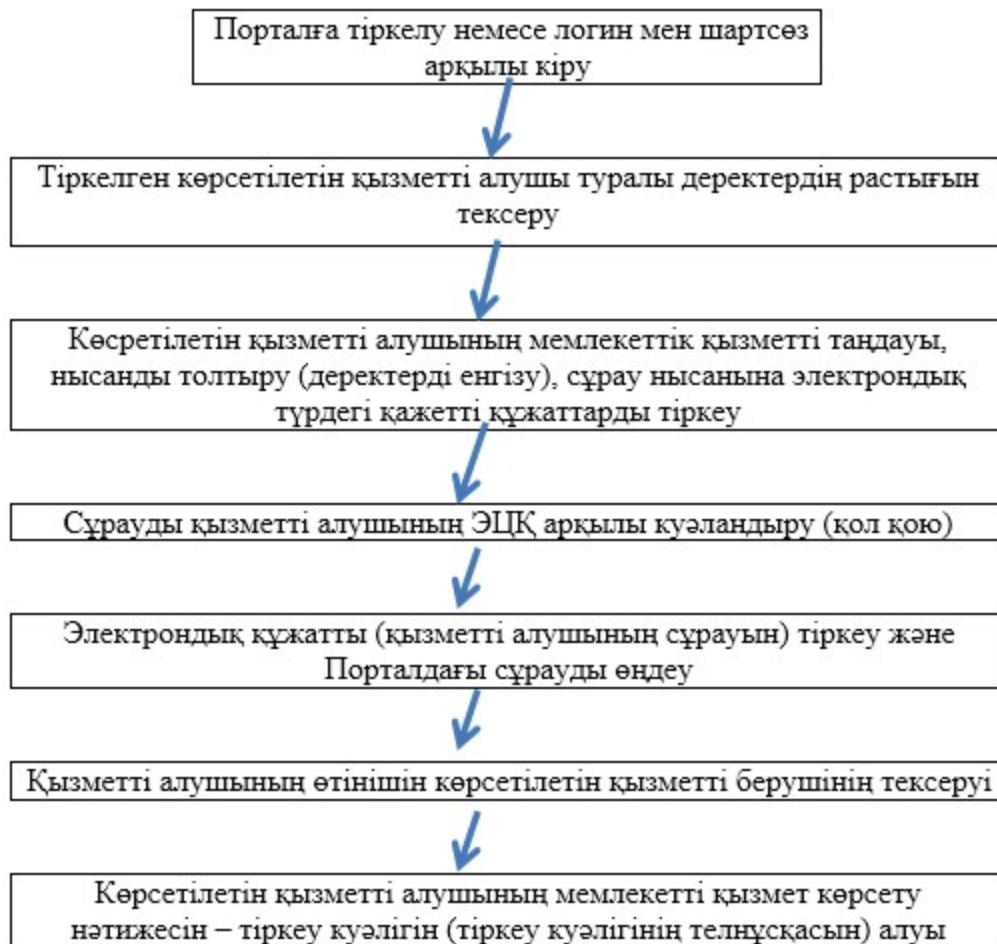 Порталға тіркелу немесе логин мен шартсөз
арқылы кіру
Тіркелген көрсетілетін қызметті алушы туралы деректердің растығын
тексеру
Көсретілетін қызметті алушының мемлекеттік қызметті таңдауы,
нысанды толтыру (деректерді енгізу), сұрау нысанына электрондық
түрдегі қажетті құжаттарды тіркеу
Сұрауды қызметті алушының ЭЦҚ арқылы куәландыру (қол қою)
Электрондық құжатты (қызметті алушының сұрауын) тіркеу және
Порталдағы сұрауды өңдеу
Қызметті алушының өтінішін көрсетілетін қызметті берушінің тексеруі
Көрсетілетін қызметті алушының мемлекетті қызмет көрсету
нәтижесін – тіркеу куәлігін (тіркеу куәлігінің телнұсқасын) алуы